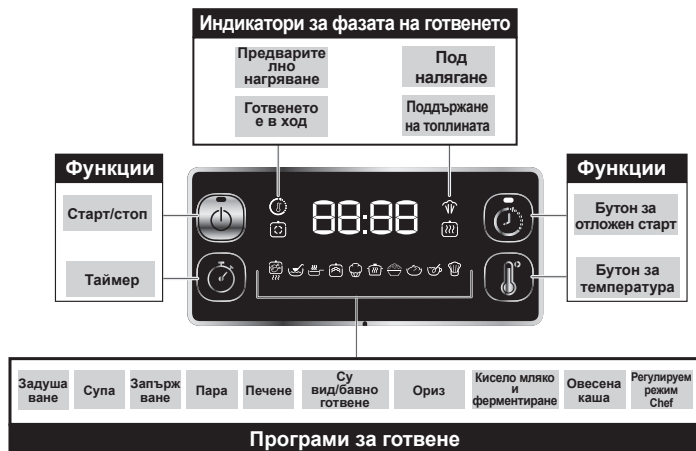 Индикатори за фазата на готвенето
Предварите
лно
нагряване
Под
налягане
Готвенето
е в ход
Поддържане
на топлината
Функции
Старт/стоп
Таймер
88:88
Функции
Бутон за
отложен старт
Бутон за
температура
Задуша
ване
Супа
Запърж
ване
Пара
Печене
Су
вид/бавно
готвене
Ориз
Кисело мляко
и
ферментиране
Овесена
каша
Регулируем
режим
Chef
Програми за готвене